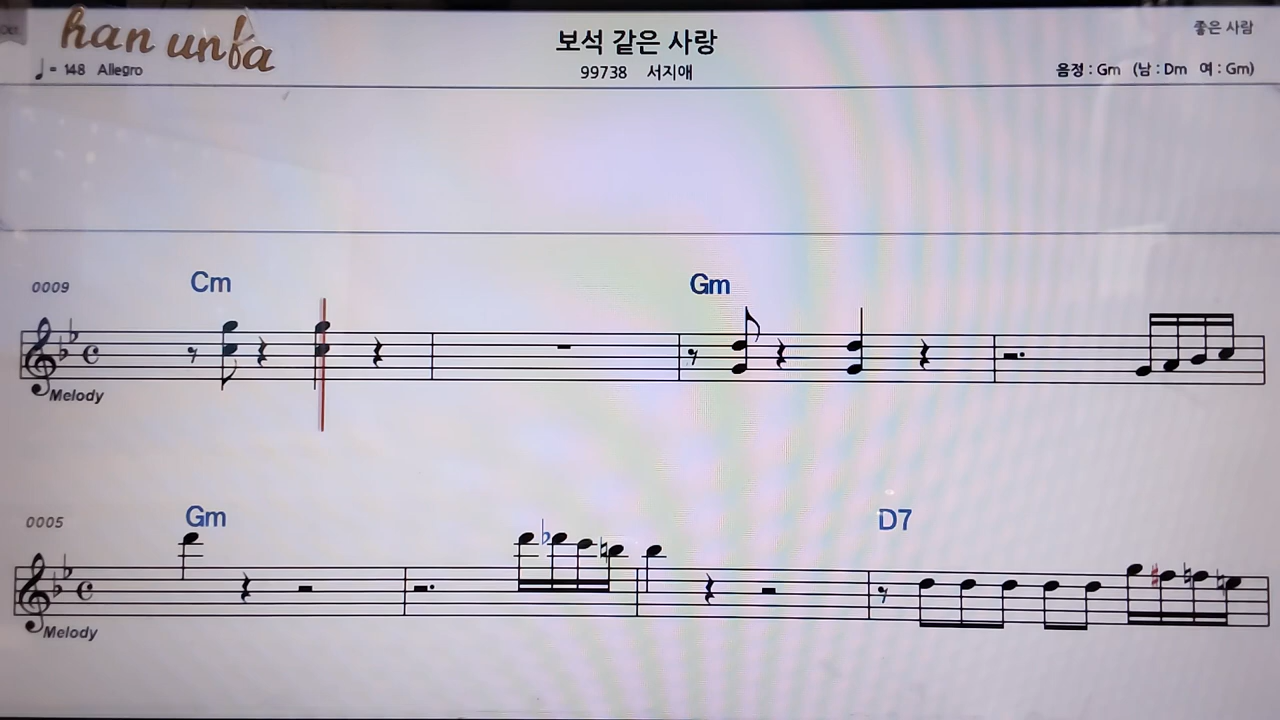 han unba
보석 같은 사랑
좋은 사람
♩= 148 Allegro
99738 서지애
음정 : Gm (남 : Dm 여 : Gm)
0009
Cm
Gm
Melody
0005
Gm
D7
Melody